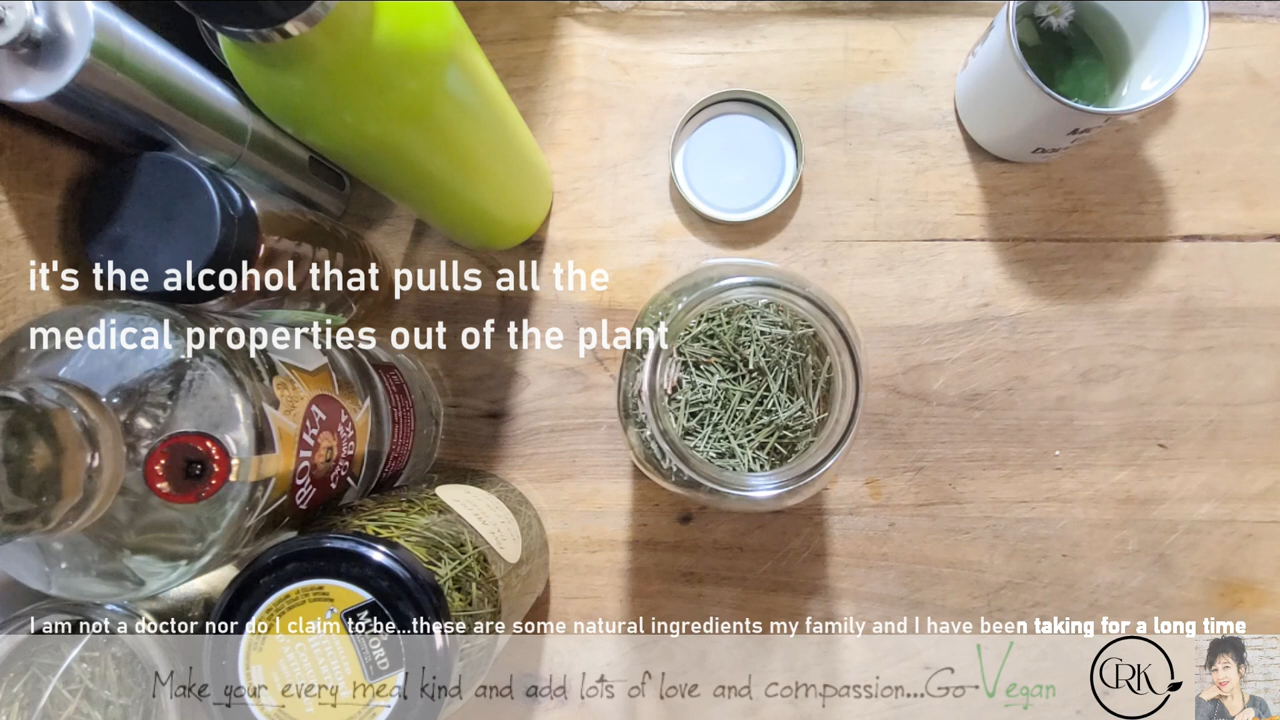 it's the alcohol that pulls all the
medical properties out of the plant
I am not a doctor nor do I claim to be...these are some natural ingredients my family and I have been taking for a long time
Make your every meal kind and add lots of love and compassion...Go Vegan
CRK